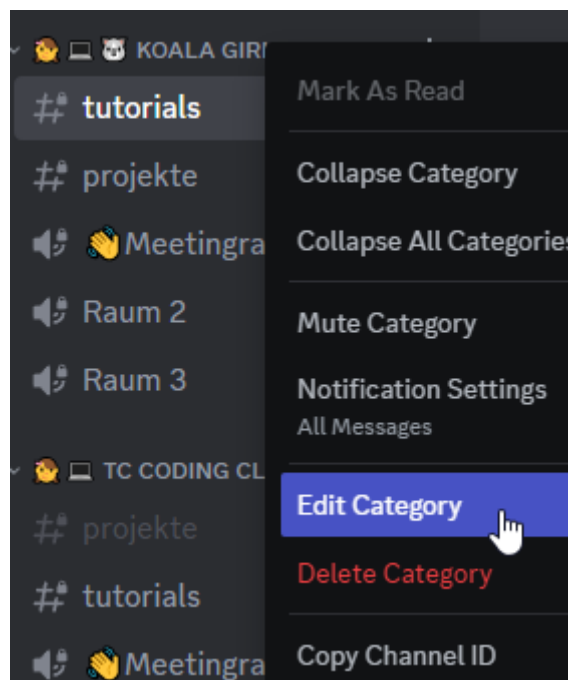 KOALA GIR
tutorials
projekte
👋Meetingra
Raum 2
Raum 3
TC CODING CL
projekte
tutorials
👋Meetingra
Mark As Read
Collapse Category
Collapse All Categories
Mute Category
Notification Settings
All Messages
Edit Category
Delete Category
Copy Channel ID